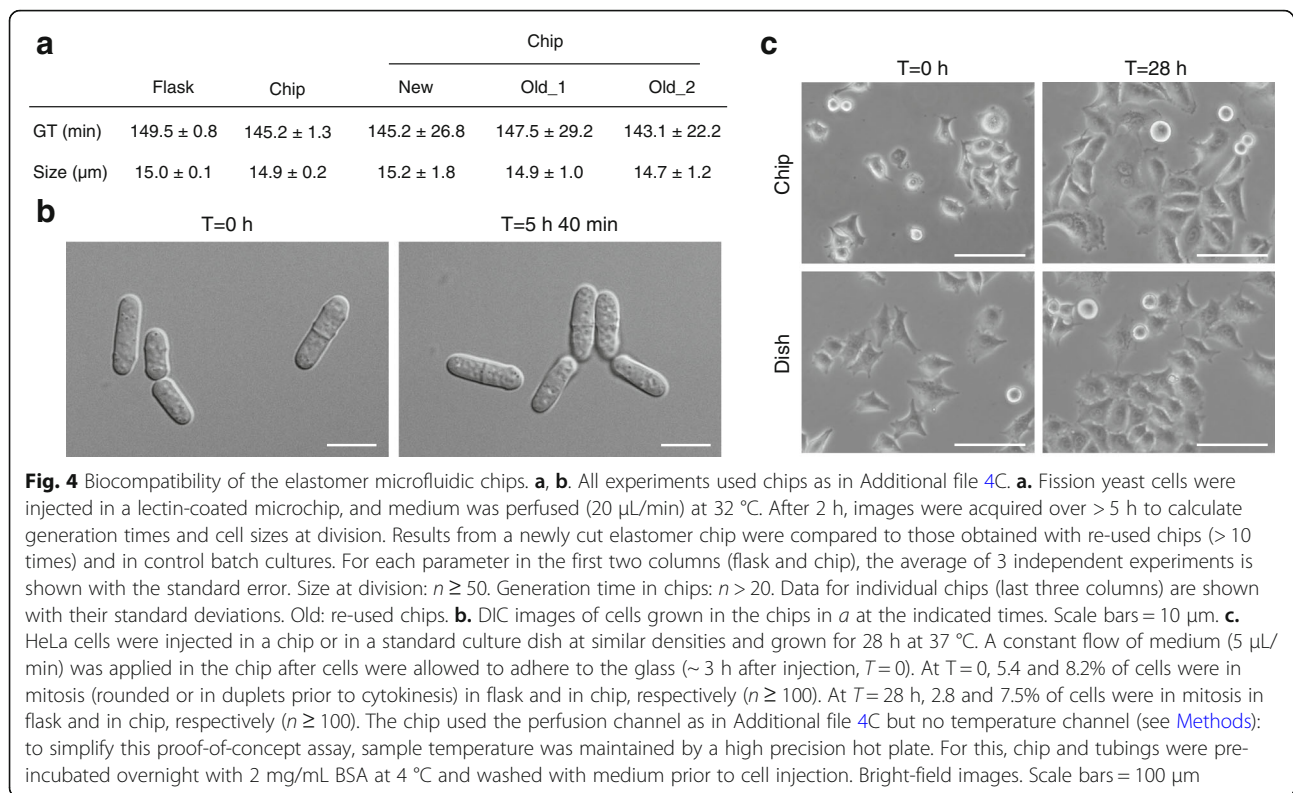 a
Chip
Flask Chip New Old_1 Old_2
GT (min) 149.5 ± 0.8 145.2 ± 1.3 145.2 ± 26.8 147.5 ± 29.2 143.1 ± 22.2
Size (μm) 15.0 ± 0.1 14.9 ± 0.2 15.2 ± 1.8 14.9 ± 1.0 14.7 ± 1.2
b
T=0 h T=5 h 40 min
c
T=0 h T=28 h
Chip
Dish
Fig. 4 Biocompatibility of the elastomer microfluidic chips. a, b. All experiments used chips as in Additional file 4C. a. Fission yeast cells were
injected in a lectin-coated microchip, and medium was perfused (20 μL/min) at 32 °C. After 2 h, images were acquired over > 5 h to calculate
generation times and cell sizes at division. Results from a newly cut elastomer chip were compared to those obtained with re-used chips (> 10
times) and in control batch cultures. For each parameter in the first two columns (flask and chip), the average of 3 independent experiments is
shown with the standard error. Size at division: n ≥ 50. Generation time in chips: n > 20. Data for individual chips (last three columns) are shown
with their standard deviations. Old: re-used chips. b. DIC images of cells grown in the chips in a at the indicated times. Scale bars = 10 μm. c.
HeLa cells were injected in a chip or in a standard culture dish at similar densities and grown for 28 h at 37 °C. A constant flow of medium (5 μL/
min) was applied in the chip after cells were allowed to adhere to the glass (~ 3 h after injection, T = 0). At T = 0, 5.4 and 8.2% of cells were in
mitosis (rounded or in duplets prior to cytokinesis) in flask and in chip, respectively (n ≥ 100). At T = 28 h, 2.8 and 7.5% of cells were in mitosis in
flask and in chip, respectively (n ≥ 100). The chip used the perfusion channel as in Additional file 4C but no temperature channel (see Methods):
to simplify this proof-of-concept assay, sample temperature was maintained by a high precision hot plate. For this, chip and tubings were pre-
incubated overnight with 2 mg/mL BSA at 4 °C and washed with medium prior to cell injection. Bright-field images. Scale bars = 100 μm